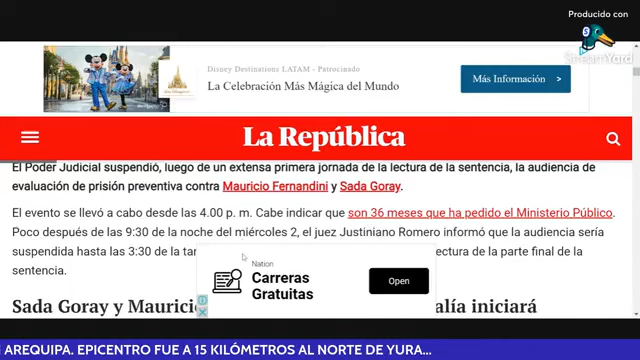 Producido con
StreamYard
Disney Destinations LATAM - Patrocinado
La Celebración Más Mágica del Mundo
Más Información >
La República
El Poder Judicial suspendió, luego de un extensa primera jornada de la lectura de la sentencia, la audiencia de
evaluación de prisión preventiva contra Mauricio Fernandini y Sada Goray.
El evento se llevó a cabo desde las 4.00 p. m. Cabe indicar que son 36 meses que ha pedido el Ministerio Público.
Poco después de las 9:30 de la noche del miércoles 2, el juez Justiniano Romero informó que la audiencia sería
suspendida hasta las 3:30 de la tar ectura de la parte final de la
sentencia.
Nation
Carreras
Gratuitas
Open
Sada Goray y Mauric alía iniciará
AREQUIPA. EPICENTRO FUE A 15 KILÓMETROS AL NORTE DE YURA...